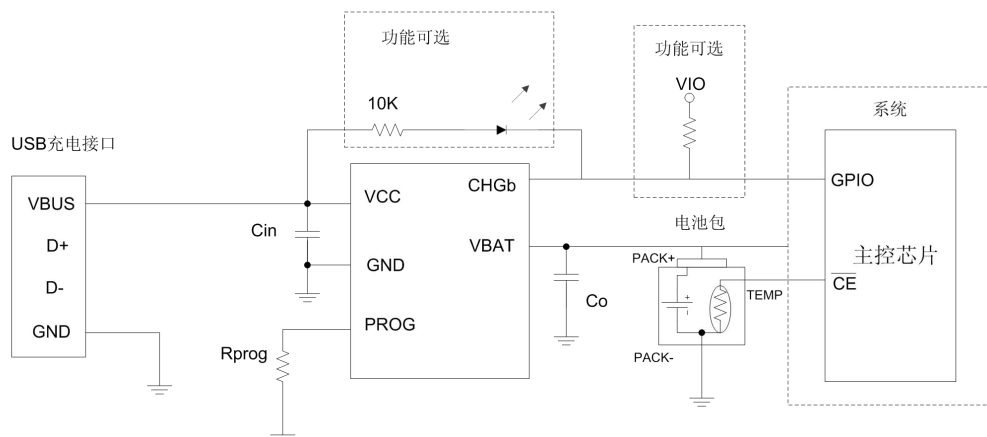 功能可选
功能可选
VIO
10K
系统
USB充电接口
VBUS
D+
D-
GND
Cin
VCC
GND
PROG
CHGb
VBAT
Rprog
Co
电池包
PACK+
TEMP
PACK-
+
-
GPIO
主控芯片
CE